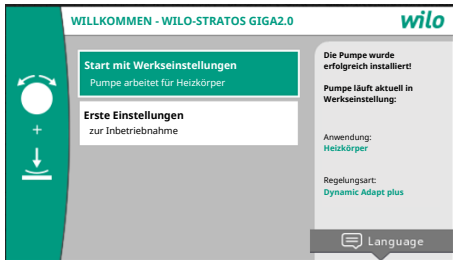 WILLKOMMEN - WILO-STRATOS GIGA2.0
wilo
Start mit Werkseinstellungen
Pumpe arbeitet für Heizkörper
Erste Einstellungen
zur Inbetriebnahme
+
Die Pumpe wurde
erfolgreich installiert!
Pumpe läuft aktuell in
Werkseinstellung:
Anwendung:
Heizkörper
Regelungsart:
Dynamic Adapt plus
Language